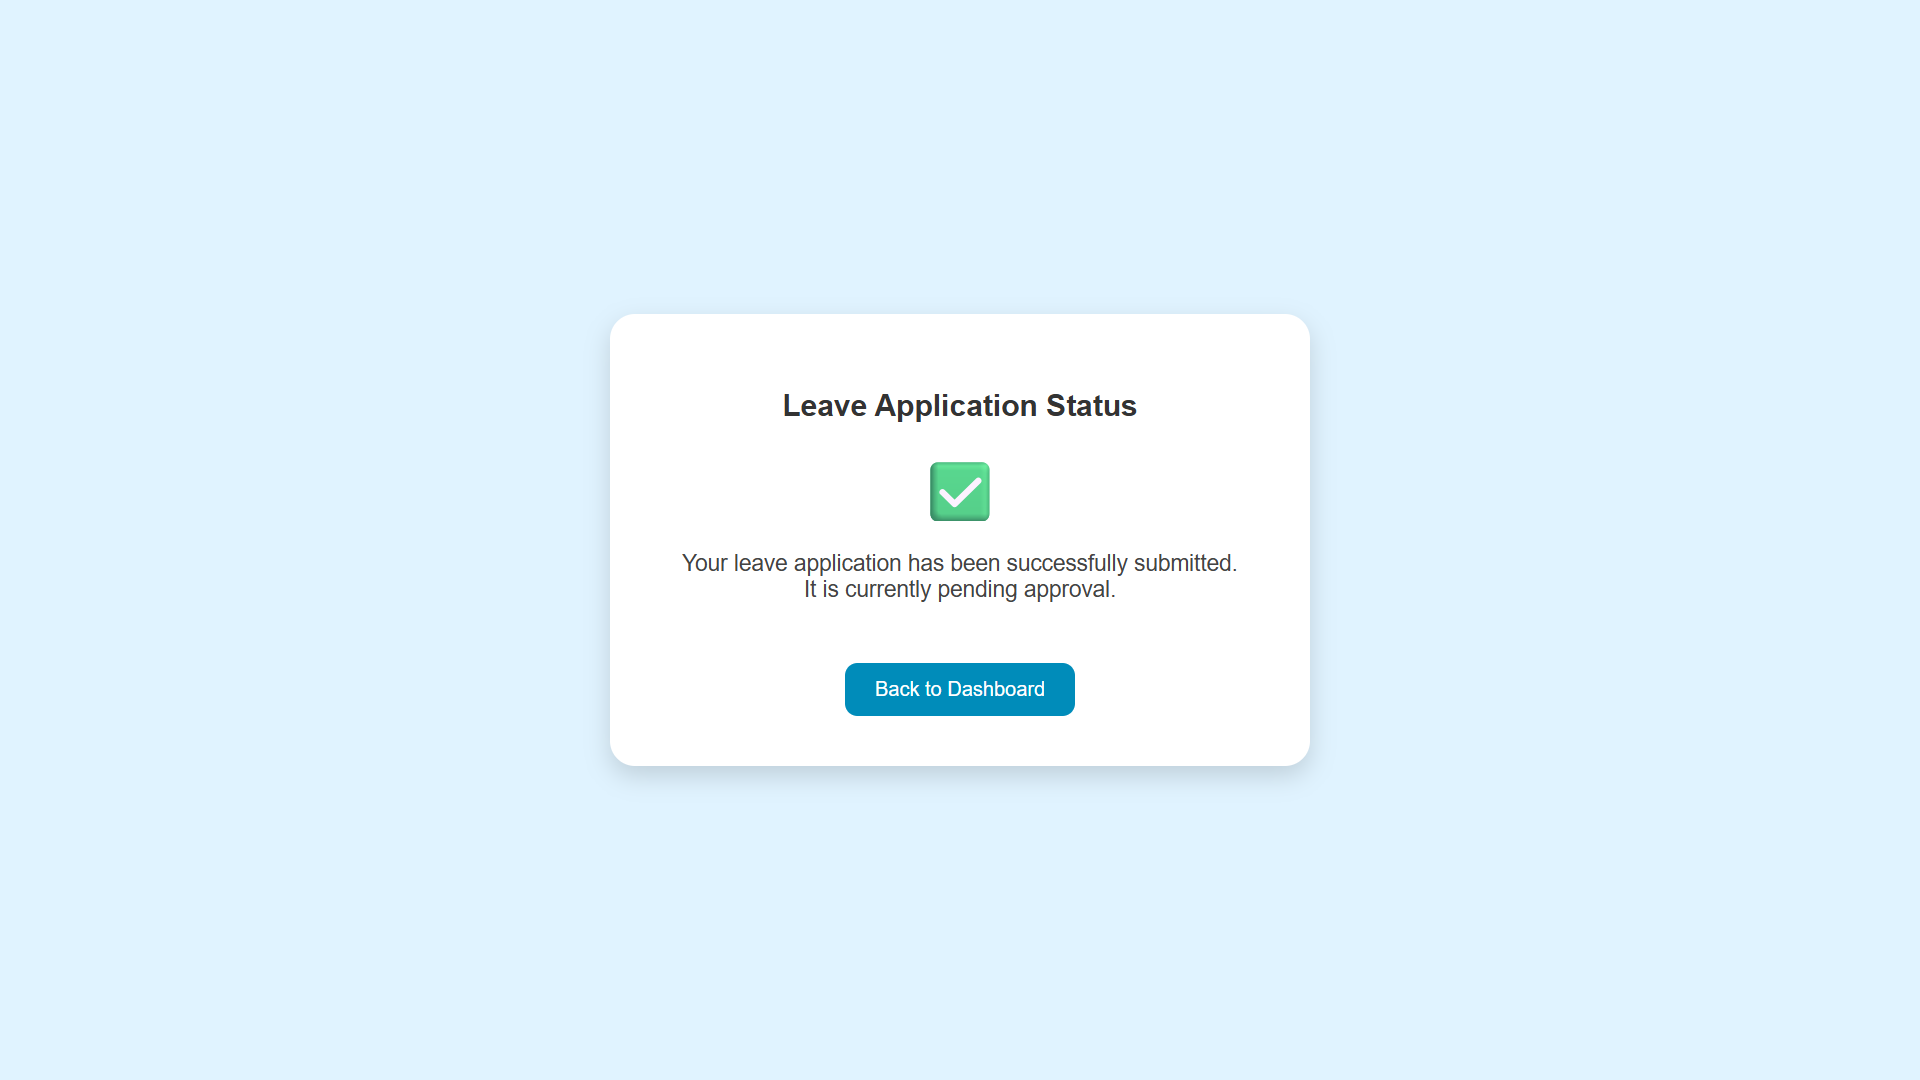 Leave Application Status
Your leave application has been successfully submitted.
It is currently pending approval.
Back to Dashboard